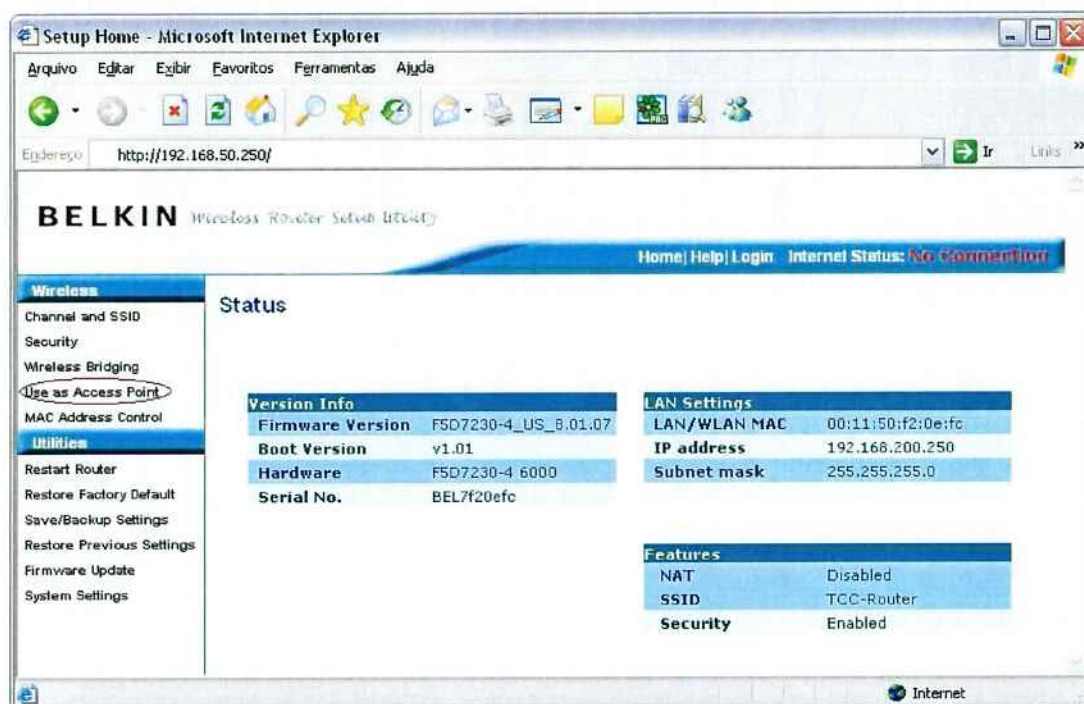 Setup Home - Microsoft Internet Explorer
Arquivo Editar Exibir Favoritos Ferramentas Ajuda
Endereço http://192.168.50.250/ Ir Links »
BELKIN Wireless Router Setup Utility
Home| Help| Login Internet Status: No Connection
Wireless
Channel and SSID
Security
Wireless Bridging
Use as Access Point
MAC Address Control
Utilities
Restart Router
Restore Factory Default
Save/Backup Settings
Restore Previous Settings
Firmware Update
System Settings
Status
Version Info
Firmware Version F5D7230-4_US_8.01.07
Boot Version v1.01
Hardware F5D7230-4 6000
Serial No. BEL7f20efc
LAN Settings
LAN/WLAN MAC 00:11:50:f2:0e:fc
IP address 192.168.200.250
Subnet mask 255.255.255.0
Features
NAT Disabled
SSID TCC-Router
Security Enabled
Internet